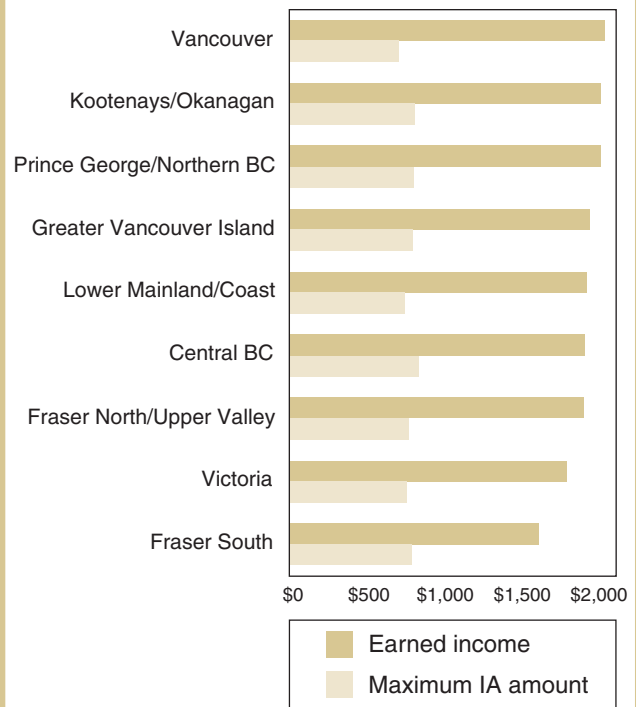 Vancouver
Kootenays/Okanagan
Prince George/Northern BC
Greater Vancouver Island
Lower Mainland/Coast
Central BC
Fraser North/Upper Valley
Victoria
Fraser South
$0 $500 $1,000 $1,500 $2,000
Earned income
Maximum IA amount